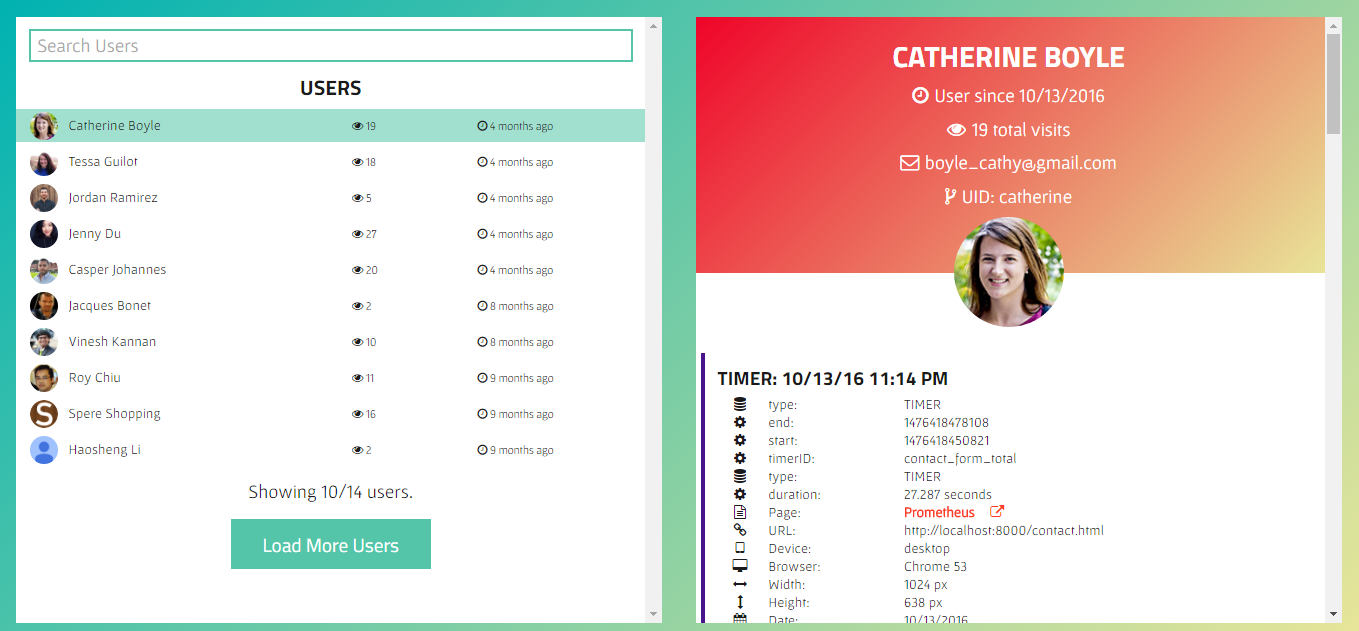 Search Users
USERS
Catherine Boyle 19 4 months ago
Tessa Guilot 18 4 months ago
Jordan Ramirez 5 4 months ago
Jenny Du 27 4 months ago
Casper Johannes 20 4 months ago
Jacques Bonet 2 8 months ago
Vinesh Kannan 10 8 months ago
Roy Chiu 11 9 months ago
Spere Shopping 16 9 months ago
Haosheng Li 2 9 months ago
Showing 10/14 users.
Load More Users
CATHERINE BOYLE
User since 10/13/2016
19 total visits
boyle_cathy@gmail.com
UID: catherine
TIMER: 10/13/16 11:14 PM
type: TIMER
end: 1476418478108
start: 1476418450821
timerID: contact_form_total
type: TIMER
duration: 27.287 seconds
Page: Prometheus
URL: http://localhost:8000/contact.html
Device: desktop
Browser: Chrome 53
Width: 1024 px
Height: 638 px
Date: 10/13/2016